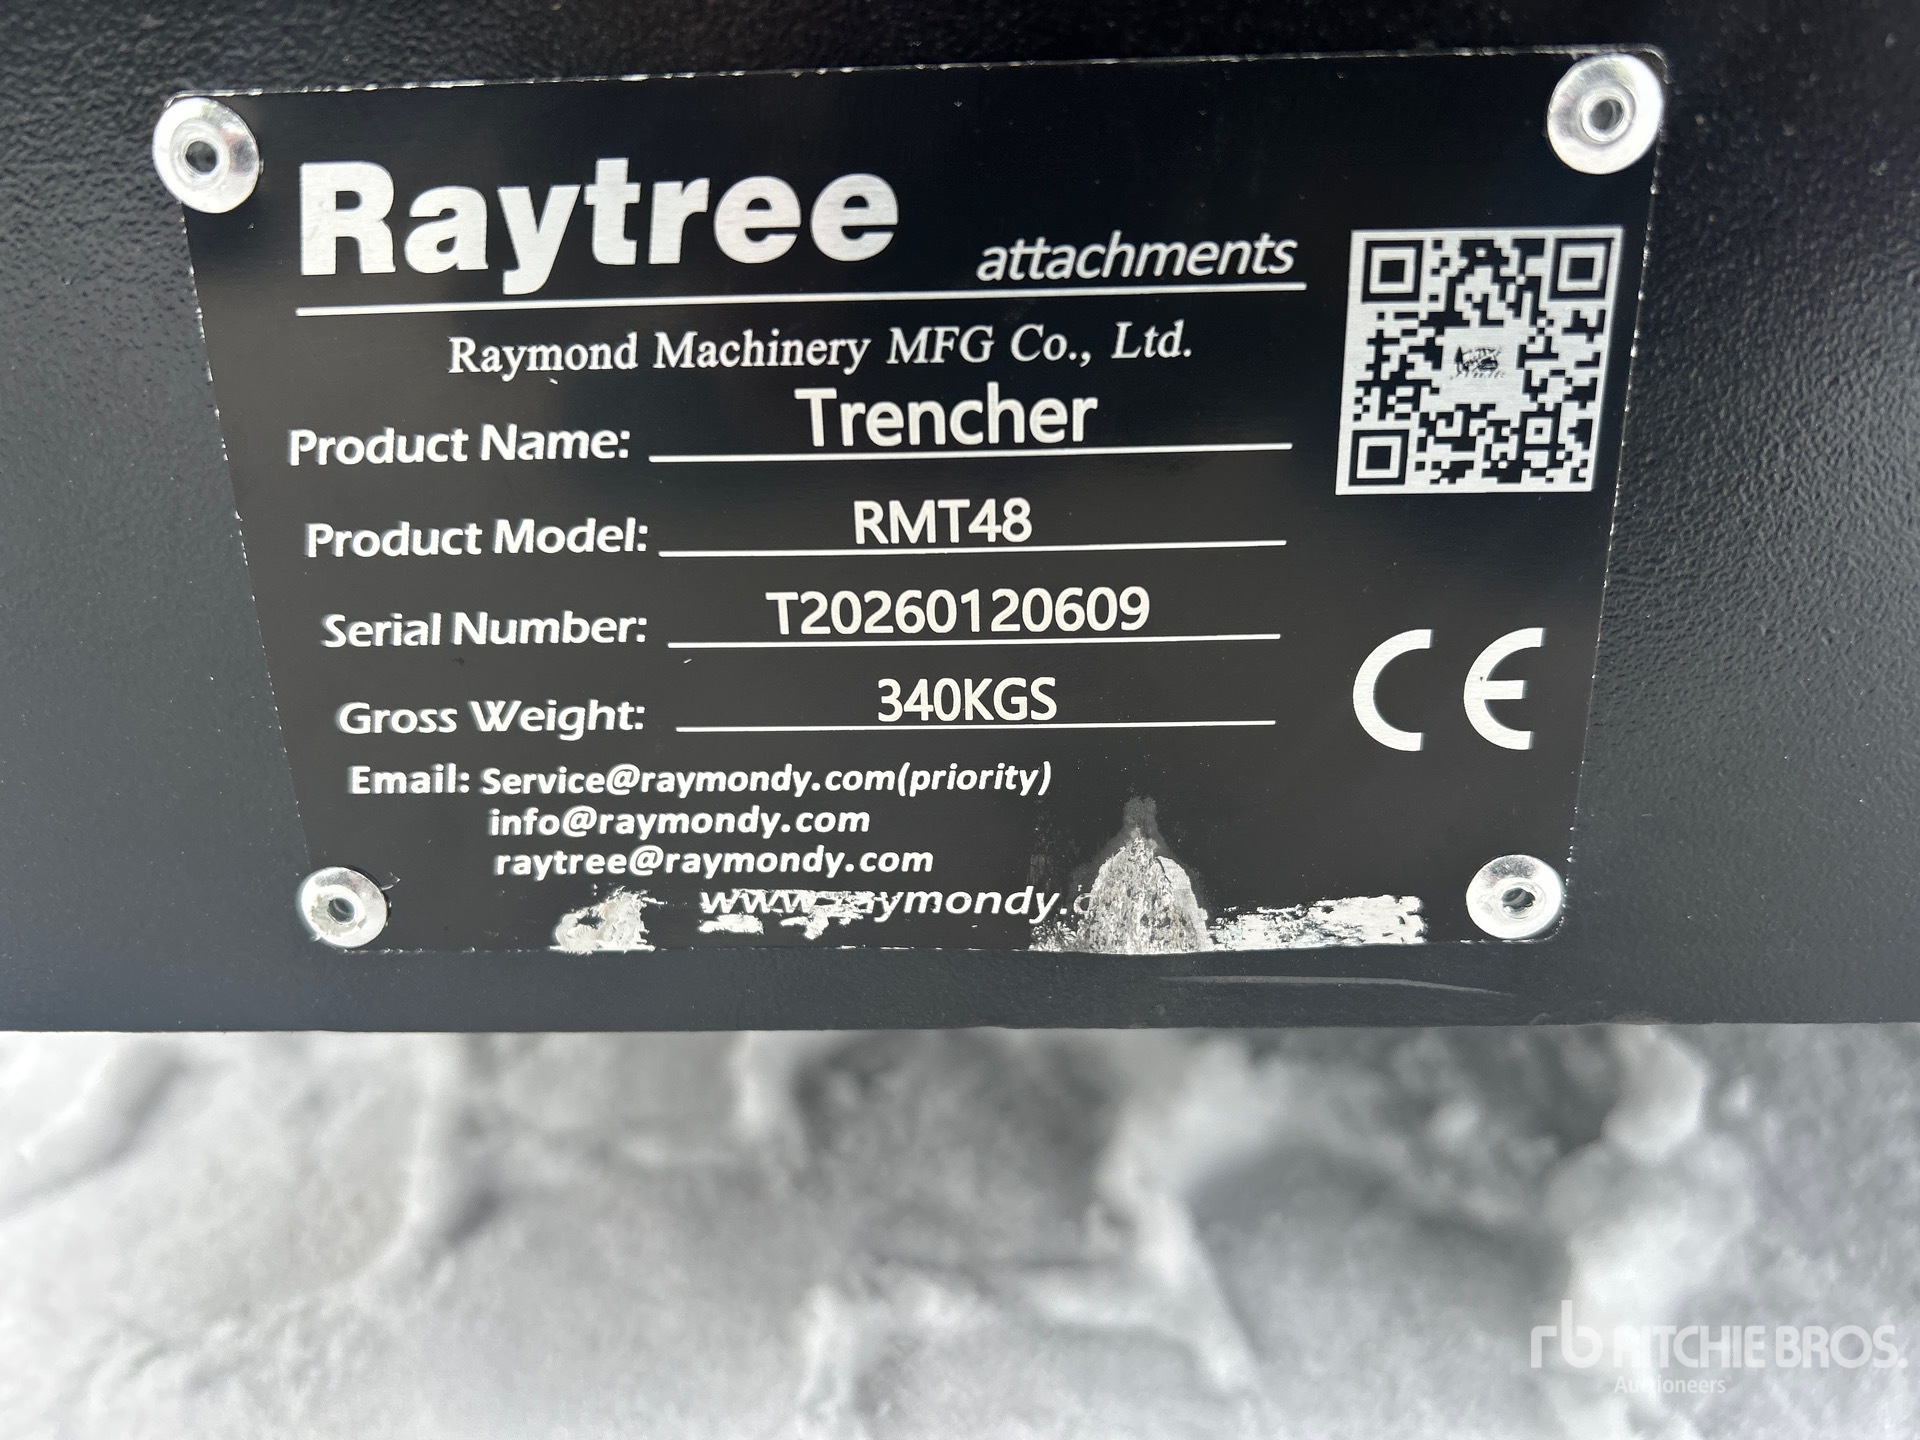 Raytree attachments
Raymond Machinery MFG Co., Ltd.
Product Name: Trencher
Product Model: RMT48
Serial Number: T20260120609
Gross Weight: 340KGS
CE
Email: Service@raymondy.com(priority)
info@raymondy.com
raytree@raymondy.com
rb RITCHIE BROS.
Auctioneers